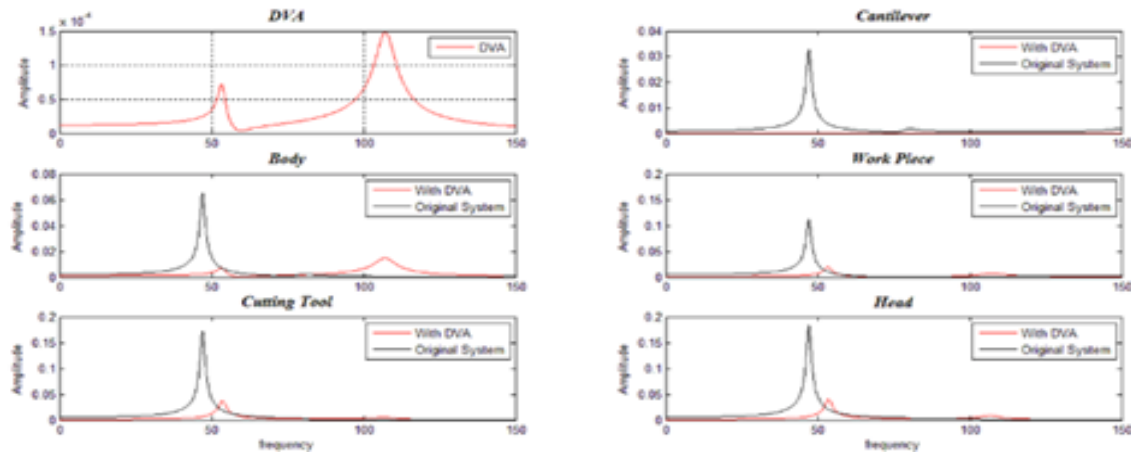 DVA
× 10⁻⁴
1.5
1
0.5
0
Amplitude
DVA
50
100
150
Cantilever
0.04
0.03
0.02
0.01
0
Amplitude
With DVA
Original System
0
50
100
150
Body
0.08
0.06
0.04
0.02
0
Amplitude
With DVA
Original System
0
50
100
150
Work Piece
0.2
0.15
0.1
0.05
0
Amplitude
With DVA
Original System
0
50
100
150
Cutting Tool
0.2
0.15
0.1
0.05
0
Amplitude
With DVA
Original System
0
50
100
150
frequency
Head
0.2
0.15
0.1
0.05
0
Amplitude
With DVA
Original System
0
50
100
150
frequency